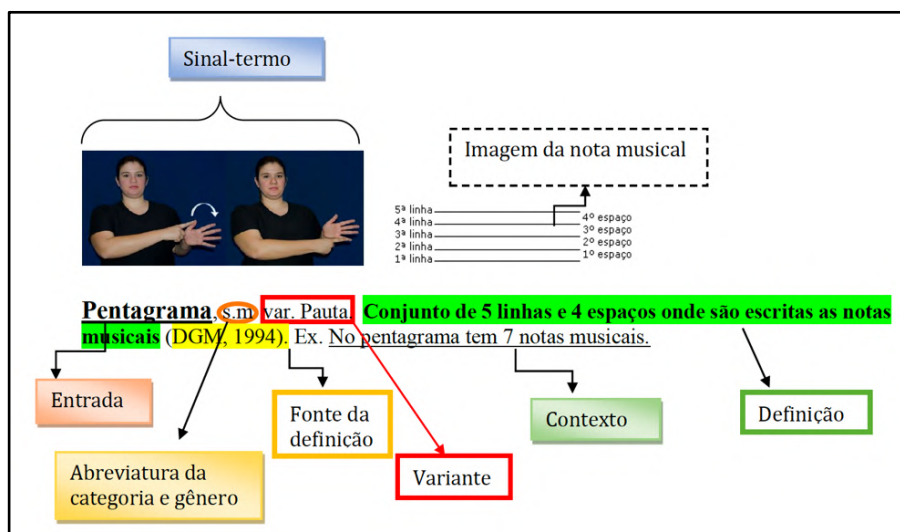 Sinal-termo
Imagem da nota musical
5ª linha
4ª linha
3ª linha
2ª linha
1ª linha
4º espaço
3º espaço
2º espaço
1º espaço
Pentagrama, s.m var. Pauta. Conjunto de 5 linhas e 4 espaços onde são escritas as notas
musicais (DGM, 1994). Ex. No pentagrama tem 7 notas musicais.
Entrada
Fonte da
definição
Contexto
Definição
Abreviatura da
categoria e gênero
Variante